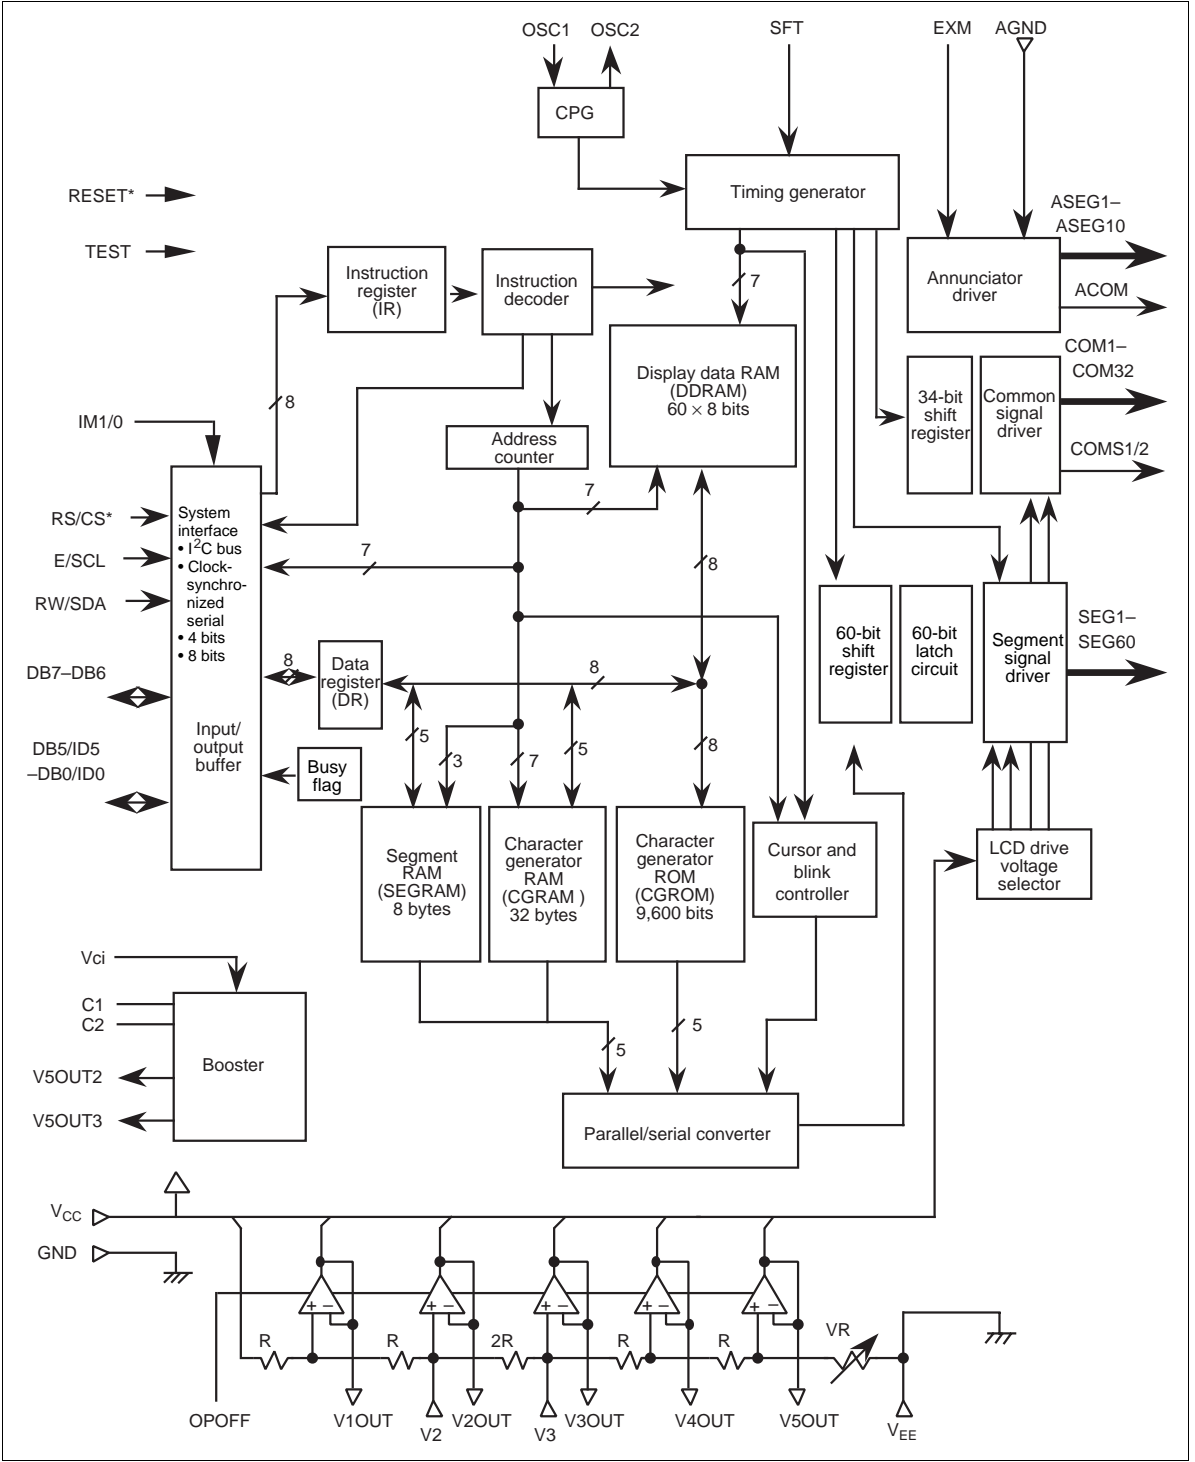 OSC1 OSC2 SFT EXM AGND
CPG
Timing generator
RESET*
TEST
ASEG1–
ASEG10
Instruction
register
(IR)
Instruction
decoder
7
Annunciator
driver
ACOM
Display data RAM
(DDRAM)
60 × 8 bits
COM1–
COM32
34-bit
shift
register
Common
signal
driver
COMS1/2
8
IM1/0
Address
counter
7
System
interface
• I2C bus
• Clock-
synchro-
nized
serial
• 4 bits
• 8 bits
RS/CS*
E/SCL
RW/SDA
7
8
60-bit
shift
register
60-bit
latch
circuit
Segment
signal
driver
SEG1–
SEG60
DB7–DB6
8
Data
register
(DR)
8
Input/
output
buffer
DB5/ID5
–DB0/ID0
5
3
7
5
8
Busy
flag
Segment
RAM
(SEGRAM)
8 bytes
Character
generator
RAM
(CGRAM )
32 bytes
Character
generator
ROM
(CGROM)
9,600 bits
Cursor and
blink
controller
LCD drive
voltage
selector
Vci
C1
C2
Booster
V5OUT2
V5OUT3
5
5
Parallel/serial converter
VCC
GND
+ − + − + − + − + −
R R 2R R R VR
OPOFF V1OUT V2 V2OUT V3 V3OUT V4OUT V5OUT VEE